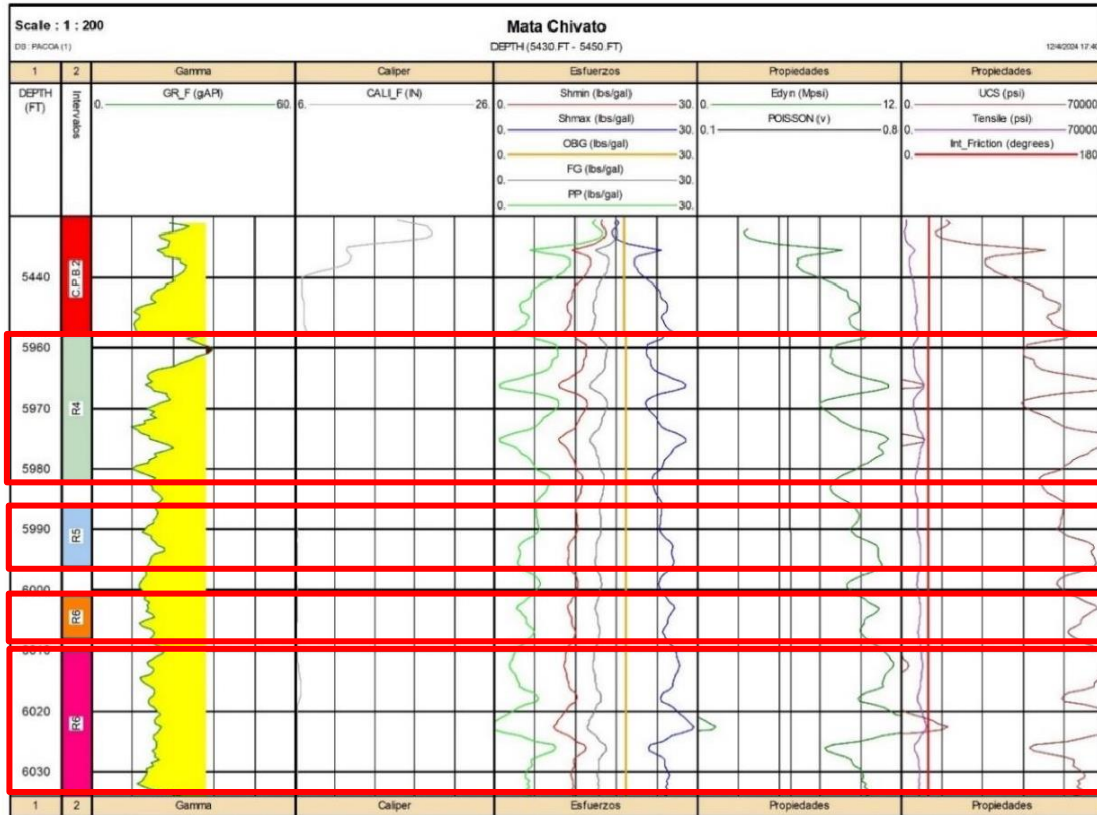 Scale : 1 : 200
Mata Chivato
DB : PACOA (1)
DEPTH (5430.FT - 5450.FT)
12/4/2024 17:40
1 2 Gamma Caliper Esfuerzos Propiedades Propiedades
DEPTH (FT)
Intervalos
0. GR_F (gAPI) 60.
6. CALI_F (IN) 26.
0. Shmin (lbs/gal) 30.
0. Shmax (lbs/gal) 30.
0. OBG (lbs/gal) 30.
0. FG (lbs/gal) 30.
0. PP (lbs/gal) 30.
0. Edyn (Mpsi) 12.
0.1 POISSON (v) 0.8
0. UCS (psi) 70000
0. Tensile (psi) 70000
0. Int_Friction (degrees) 180
C.P.B.2
5440
5960
R4
5970
5980
5990
R5
6000
R6
6020
R6
6030
1 2 Gamma Caliper Esfuerzos Propiedades Propiedades